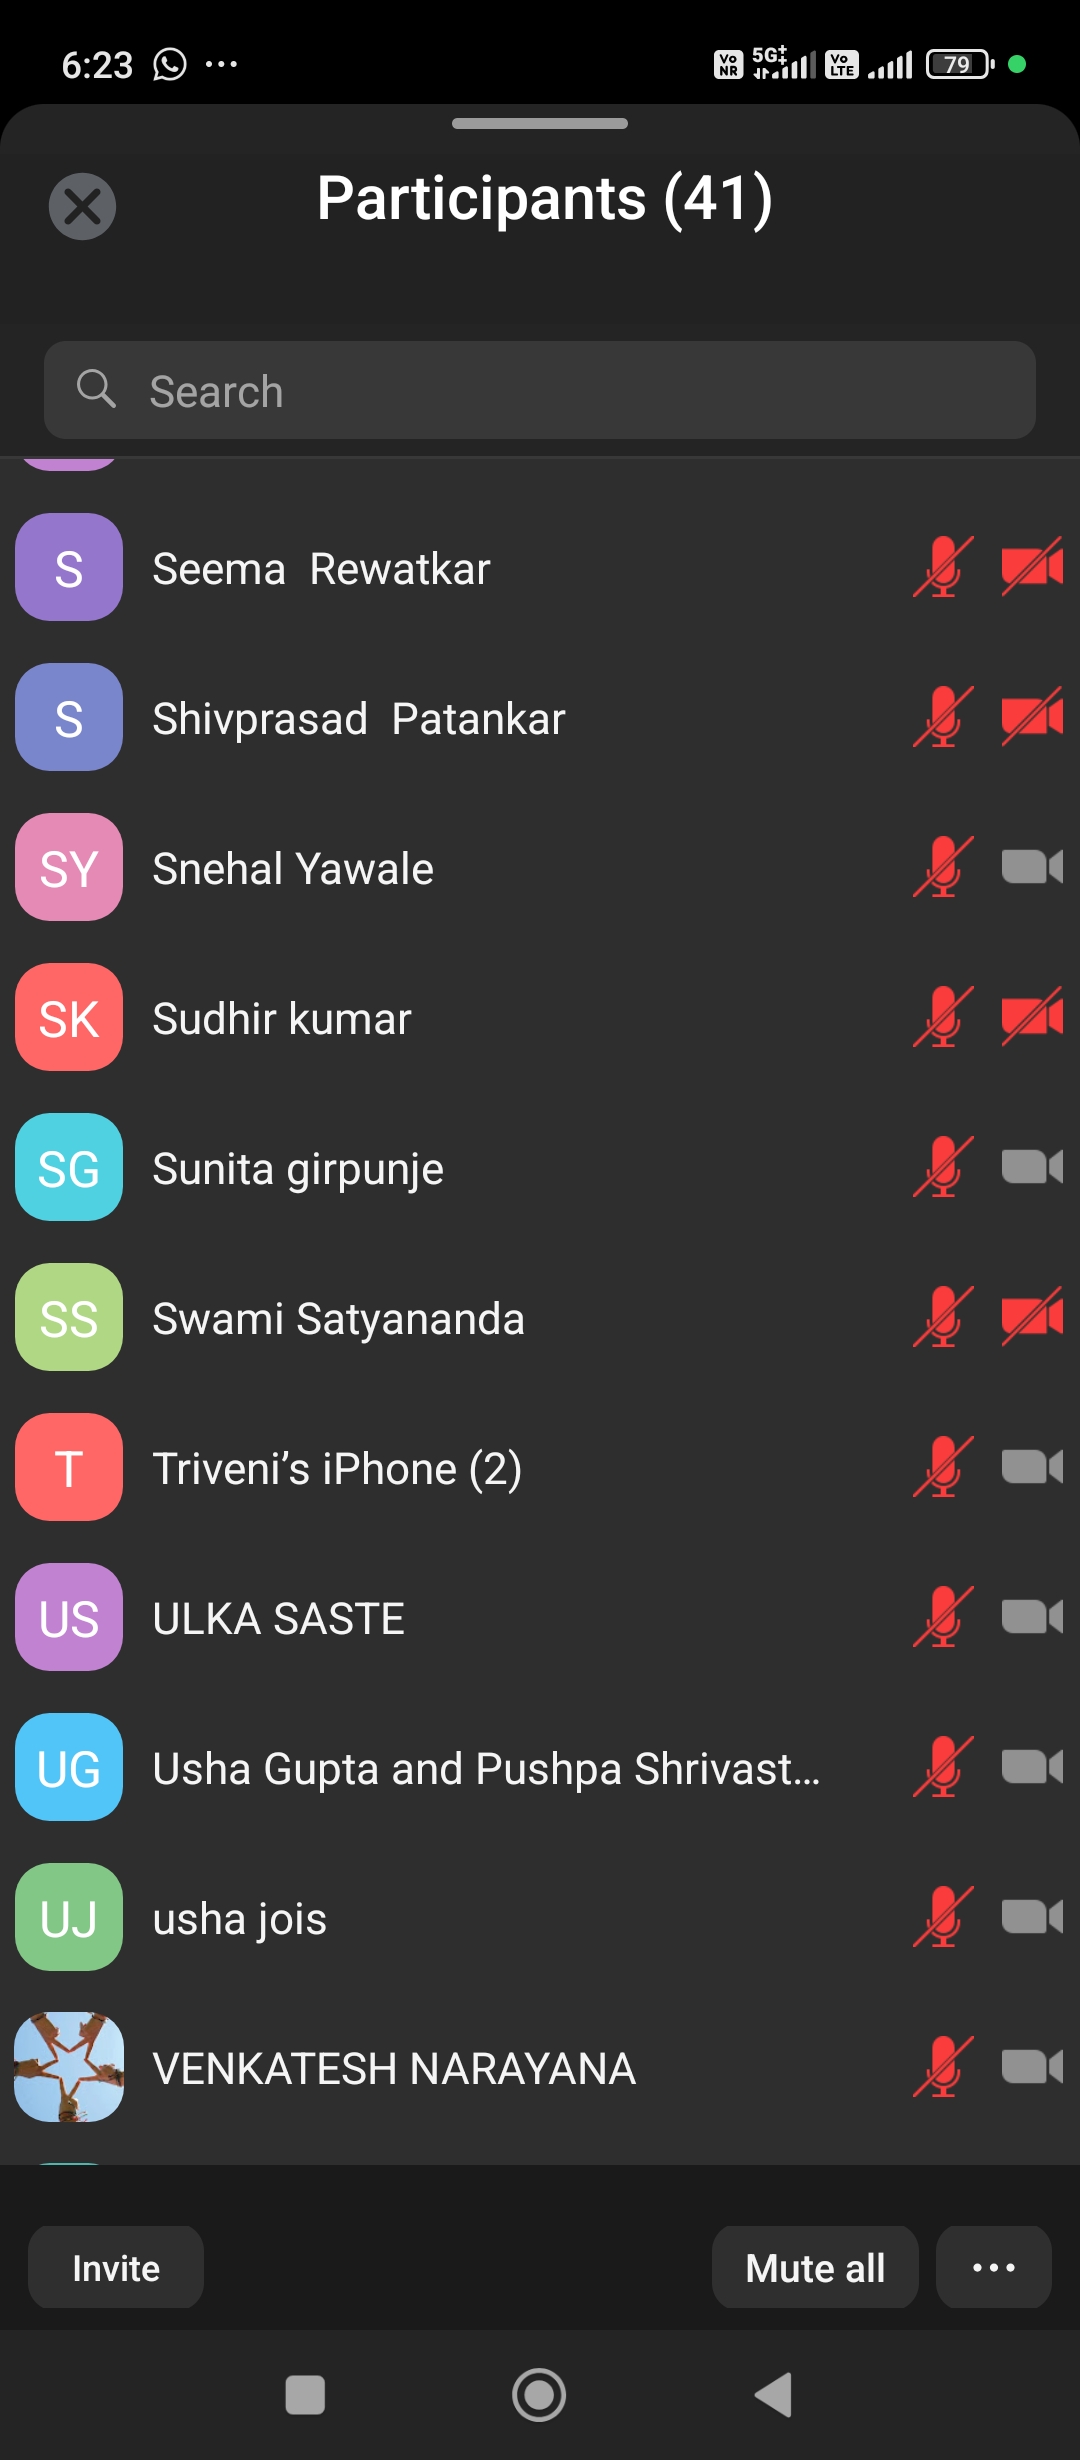 6:23
Vo NR 5G‡ Vo LTE 79
Participants (41)
Search
S Seema  Rewatkar
S Shivprasad  Patankar
SY Snehal Yawale
SK Sudhir kumar
SG Sunita girpunje
SS Swami Satyananda
T Triveni’s iPhone (2)
US ULKA SASTE
UG Usha Gupta and Pushpa Shrivast...
UJ usha jois
VENKATESH NARAYANA
Invite Mute all